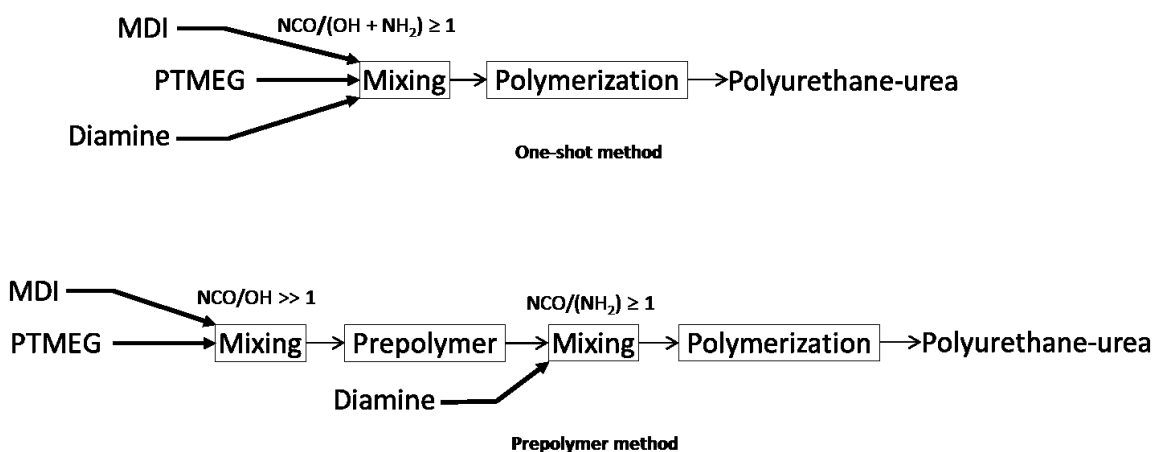 MDI
NCO/(OH + NH₂) ≥ 1
PTMEG
Mixing
Polymerization
Polyurethane-urea
Diamine
One-shot method
MDI
NCO/OH >> 1
NCO/(NH₂) ≥ 1
PTMEG
Mixing
Prepolymer
Mixing
Polymerization
Polyurethane-urea
Diamine
Prepolymer method